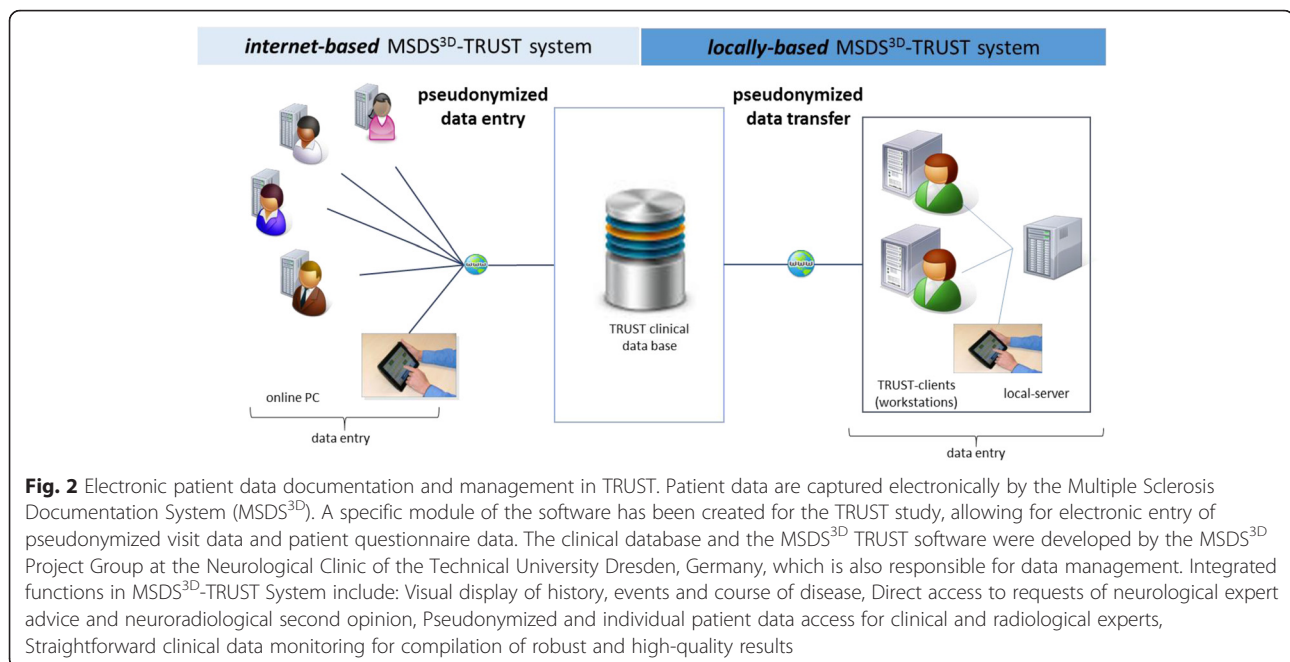 internet-based MSDS3D-TRUST system
locally-based MSDS3D-TRUST system
pseudonymized
data entry
pseudonymized
data transfer
www
www
TRUST clinical
data base
online PC
data entry
TRUST-clients
(workstations)
local-server
data entry
Fig. 2 Electronic patient data documentation and management in TRUST. Patient data are captured electronically by the Multiple Sclerosis
Documentation System (MSDS3D). A specific module of the software has been created for the TRUST study, allowing for electronic entry of
pseudonymized visit data and patient questionnaire data. The clinical database and the MSDS3D TRUST software were developed by the MSDS3D
Project Group at the Neurological Clinic of the Technical University Dresden, Germany, which is also responsible for data management. Integrated
functions in MSDS3D-TRUST System include: Visual display of history, events and course of disease, Direct access to requests of neurological expert
advice and neuroradiological second opinion, Pseudonymized and individual patient data access for clinical and radiological experts,
Straightforward clinical data monitoring for compilation of robust and high-quality results